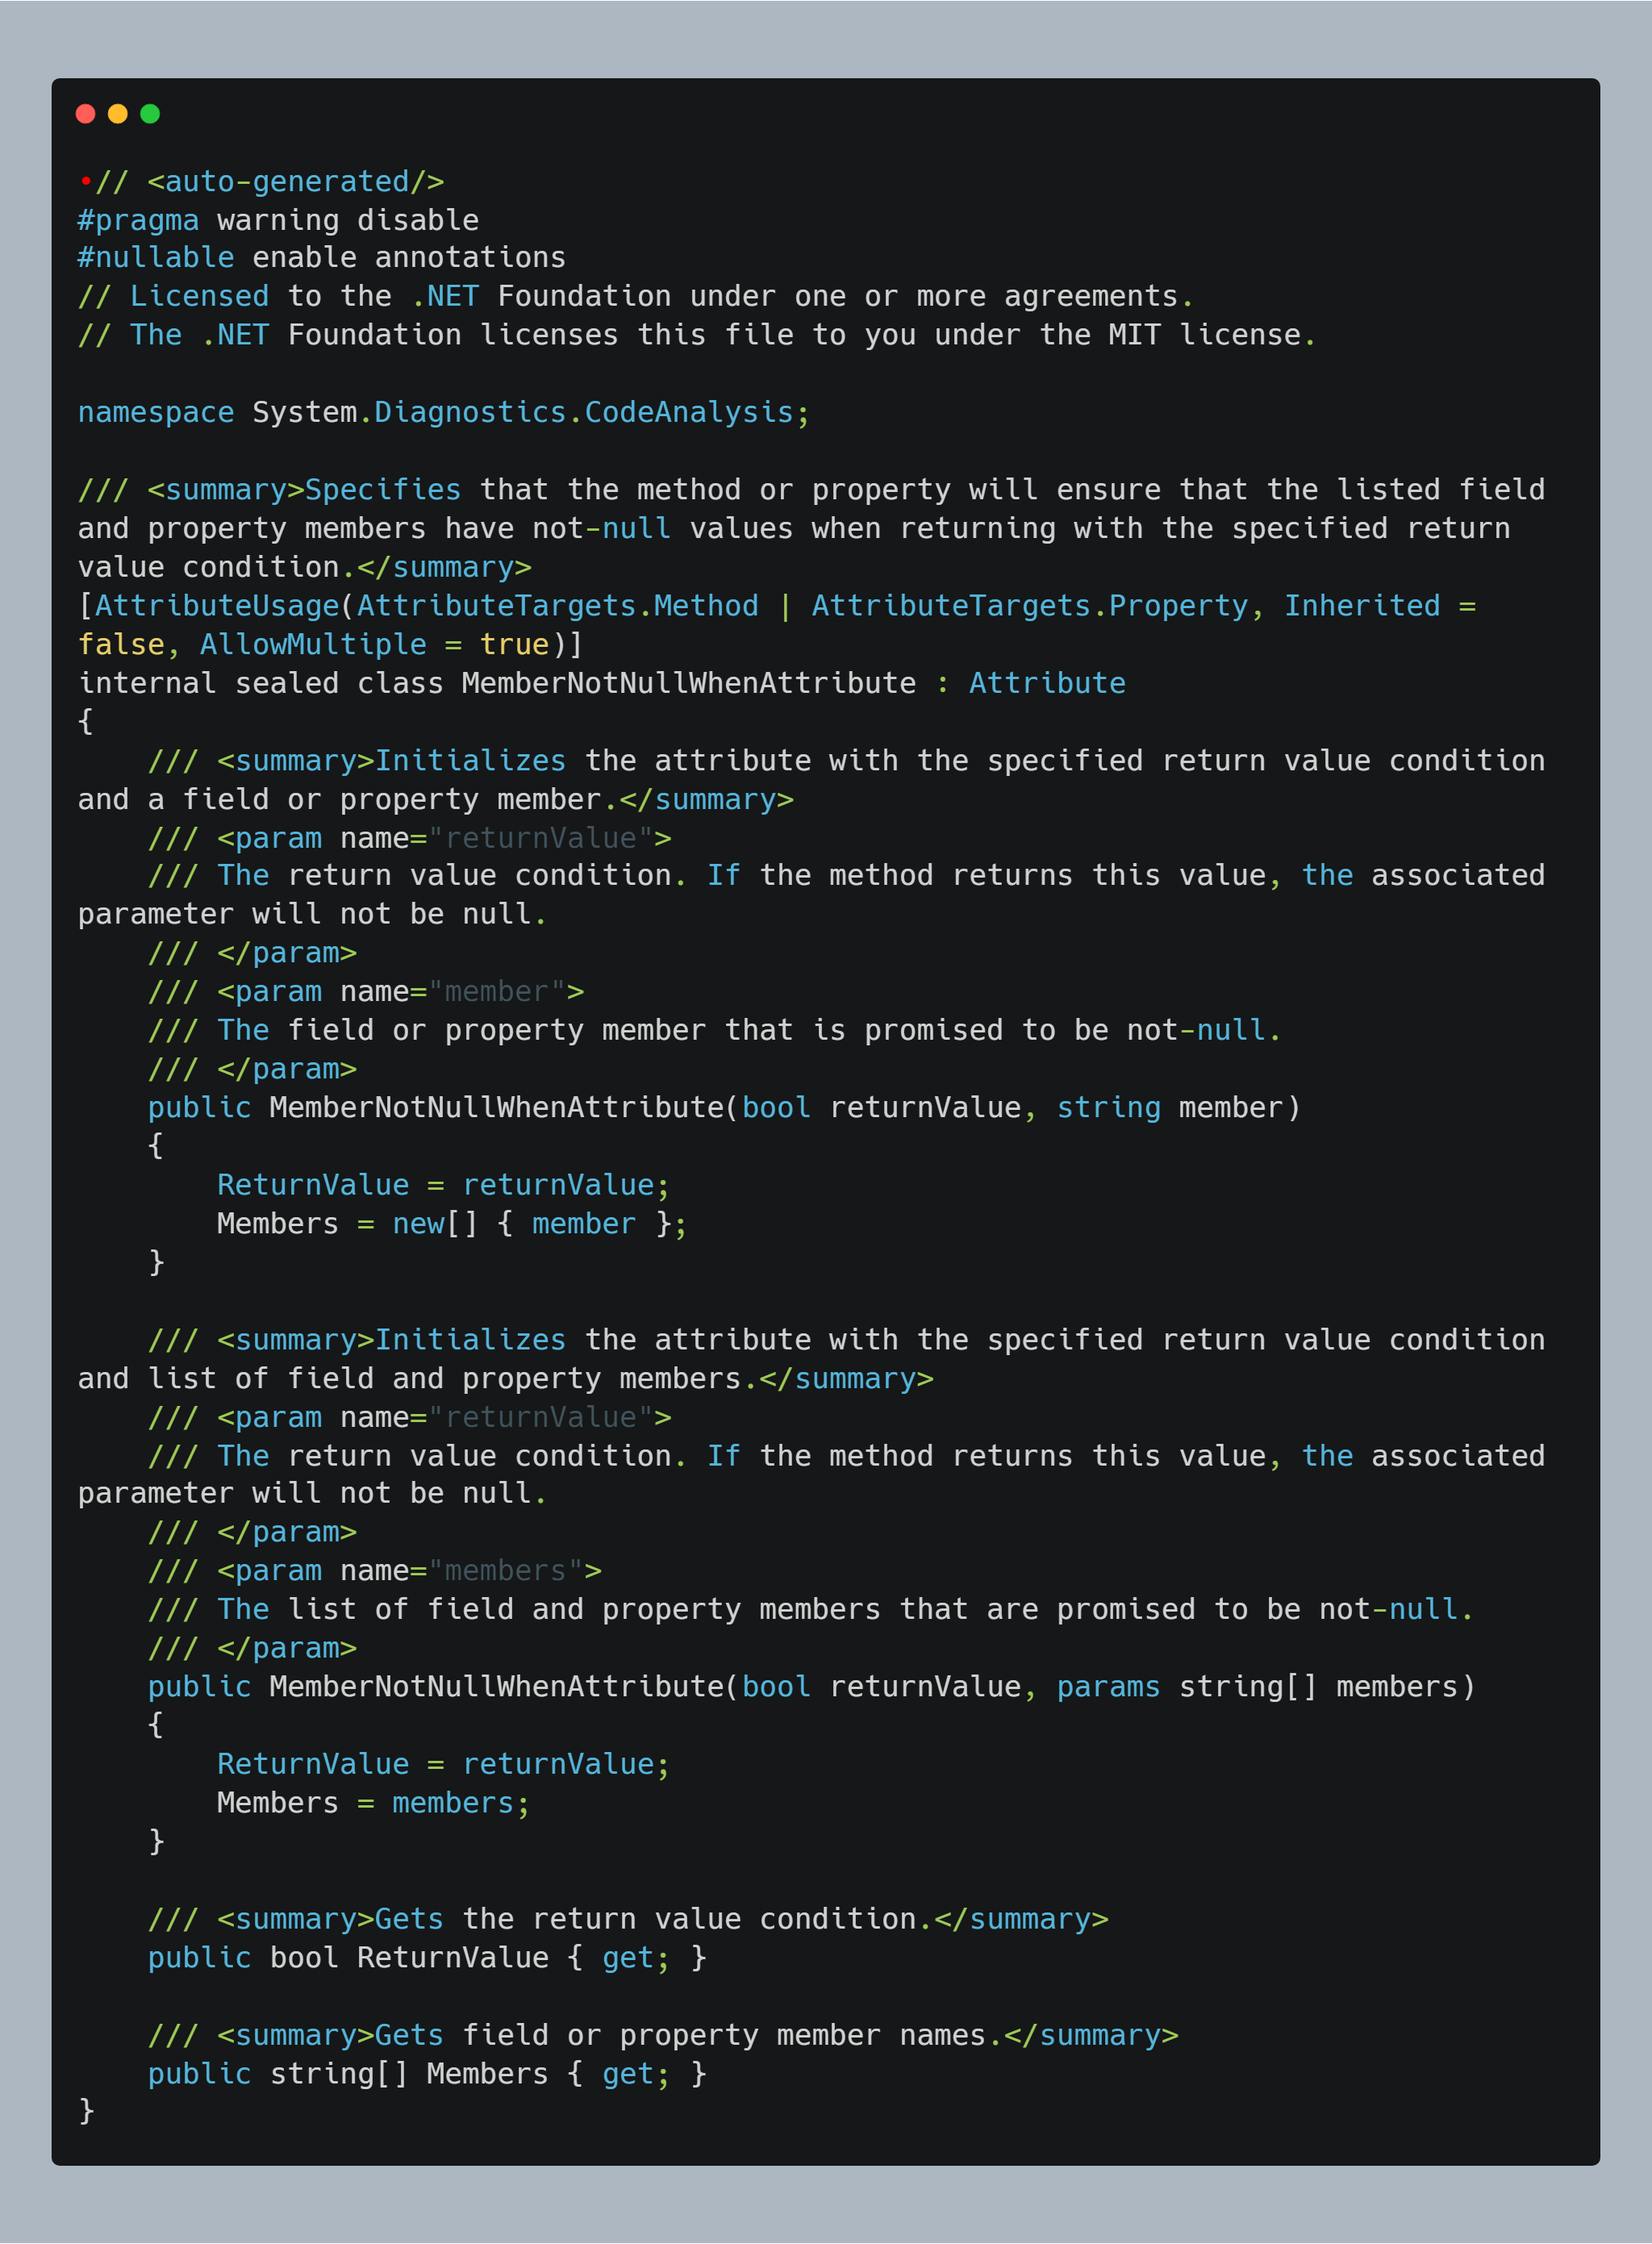 •// <auto-generated/>
#pragma warning disable
#nullable enable annotations
// Licensed to the .NET Foundation under one or more agreements.
// The .NET Foundation licenses this file to you under the MIT license.

namespace System.Diagnostics.CodeAnalysis;

/// <summary>Specifies that the method or property will ensure that the listed field
and property members have not-null values when returning with the specified return
value condition.</summary>
[AttributeUsage(AttributeTargets.Method | AttributeTargets.Property, Inherited =
false, AllowMultiple = true)]
internal sealed class MemberNotNullWhenAttribute : Attribute
{
    /// <summary>Initializes the attribute with the specified return value condition
and a field or property member.</summary>
    /// <param name="returnValue">
    /// The return value condition. If the method returns this value, the associated
parameter will not be null.
    /// </param>
    /// <param name="member">
    /// The field or property member that is promised to be not-null.
    /// </param>
    public MemberNotNullWhenAttribute(bool returnValue, string member)
    {
        ReturnValue = returnValue;
        Members = new[] { member };
    }

    /// <summary>Initializes the attribute with the specified return value condition
and list of field and property members.</summary>
    /// <param name="returnValue">
    /// The return value condition. If the method returns this value, the associated
parameter will not be null.
    /// </param>
    /// <param name="members">
    /// The list of field and property members that are promised to be not-null.
    /// </param>
    public MemberNotNullWhenAttribute(bool returnValue, params string[] members)
    {
        ReturnValue = returnValue;
        Members = members;
    }

    /// <summary>Gets the return value condition.</summary>
    public bool ReturnValue { get; }

    /// <summary>Gets field or property member names.</summary>
    public string[] Members { get; }
}